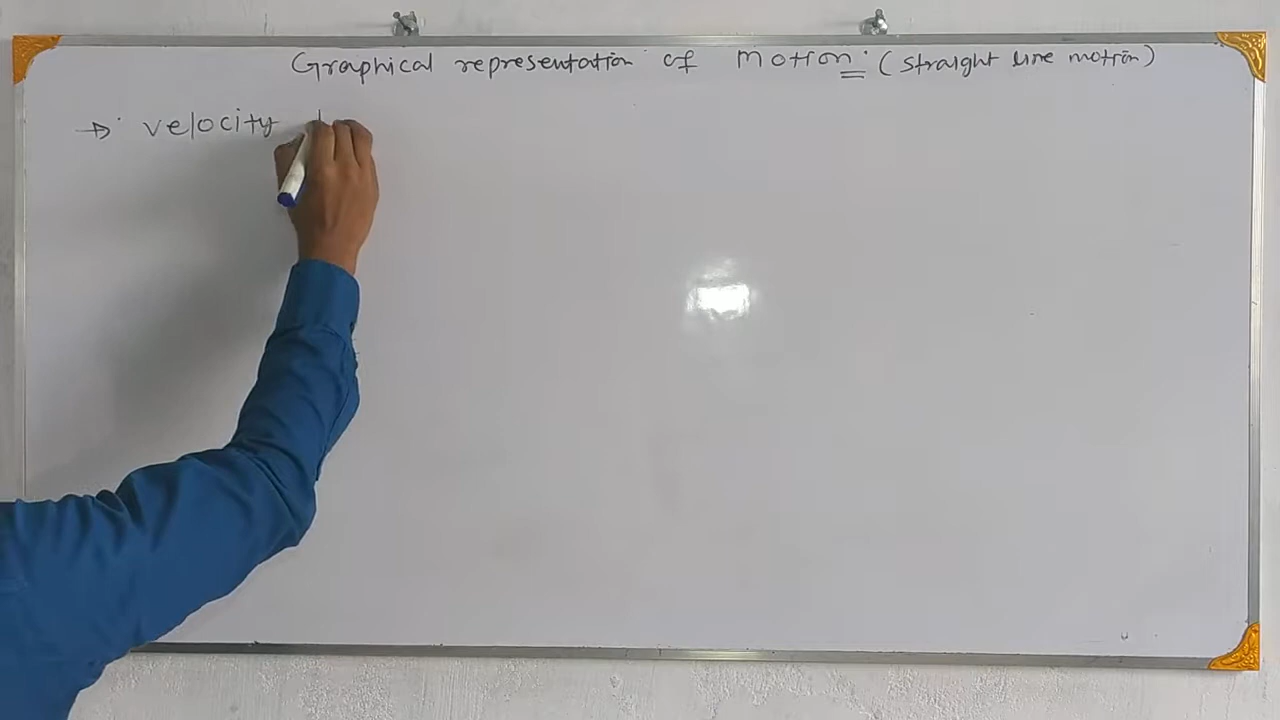 Graphical representation of motion: (straight line motion)
→ velocity